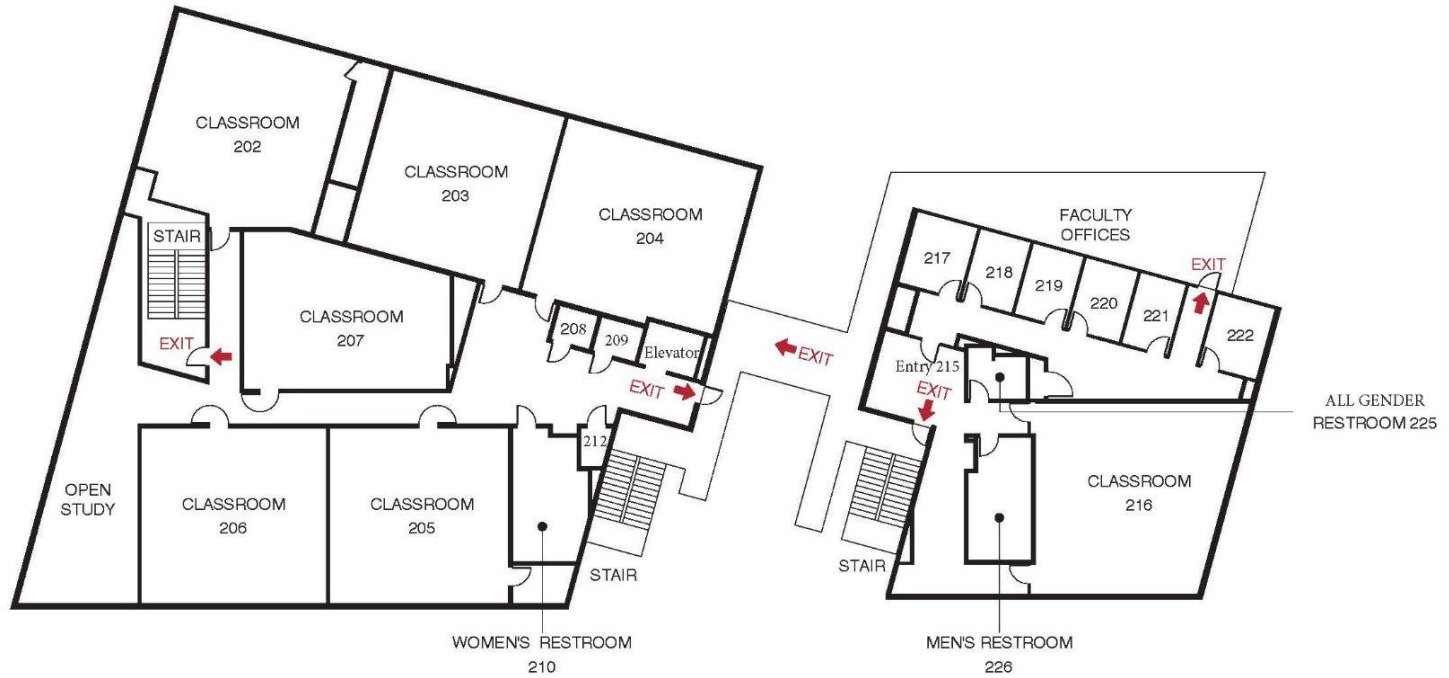 CLASSROOM
202
CLASSROOM
203
CLASSROOM
204
STAIR
EXIT
CLASSROOM
207
208
209
Elevator
EXIT
212
OPEN
STUDY
CLASSROOM
206
CLASSROOM
205
STAIR
WOMEN'S RESTROOM
210
EXIT
FACULTY
OFFICES
217
218
219
220
221
EXIT
222
Entry 215
EXIT
ALL GENDER
RESTROOM 225
CLASSROOM
216
STAIR
MEN'S RESTROOM
226